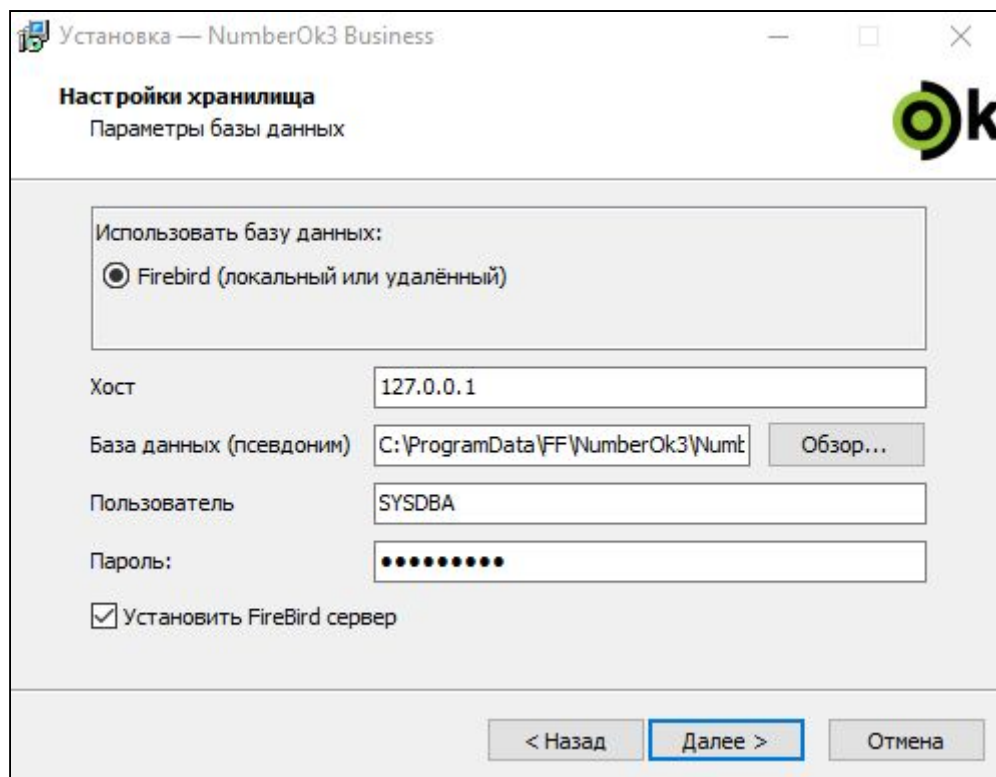 Установка — NumberOk3 Business
Настройки хранилища
Параметры базы данных
Ok
Использовать базу данных:
Firebird (локальный или удалённый)
Хост 127.0.0.1
База данных (псевдоним) C:\ProgramData\FF\NumberOk3\Numb Обзор...
Пользователь SYSDBA
Пароль: •••••••••
Установить FireBird сервер
< Назад Далее > Отмена